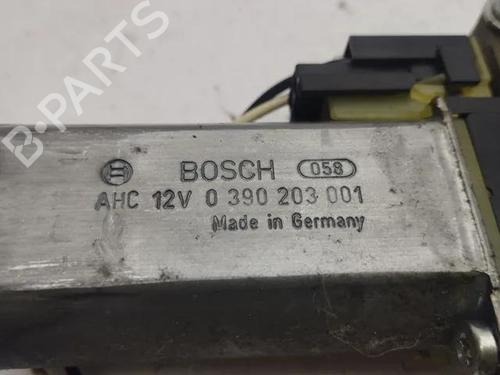 B-PARTS
BOSCH 058
AHC 12V 0 390 203 001
Made in Germany